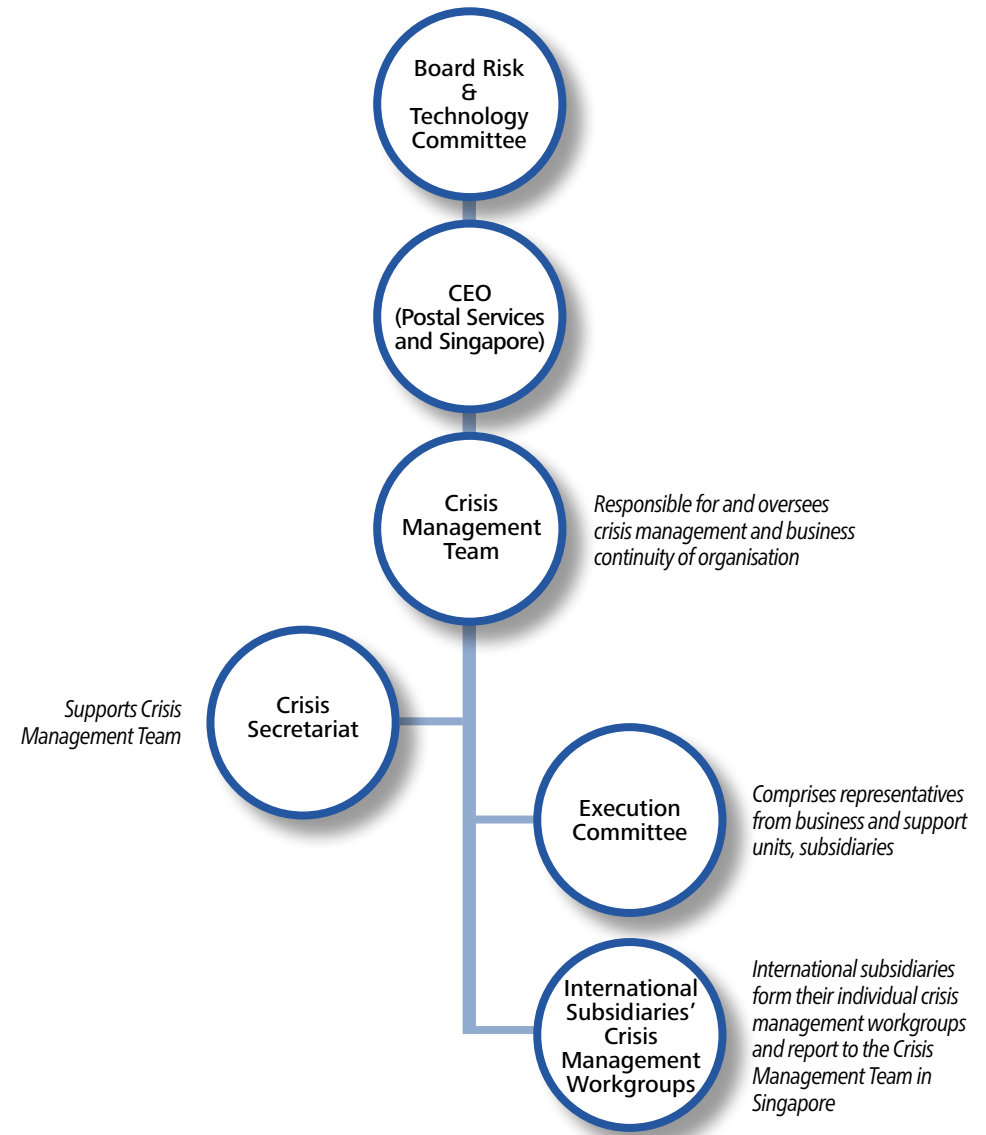 Board Risk
&
Technology
Committee
CEO
(Postal Services
and Singapore)
Crisis
Management
Team
Responsible for and oversees
crisis management and business
continuity of organisation
Supports Crisis
Management Team
Crisis
Secretariat
Execution
Committee
Comprises representatives
from business and support
units, subsidiaries
International
Subsidiaries’
Crisis
Management
Workgroups
International subsidiaries
form their individual crisis
management workgroups
and report to the Crisis
Management Team in
Singapore